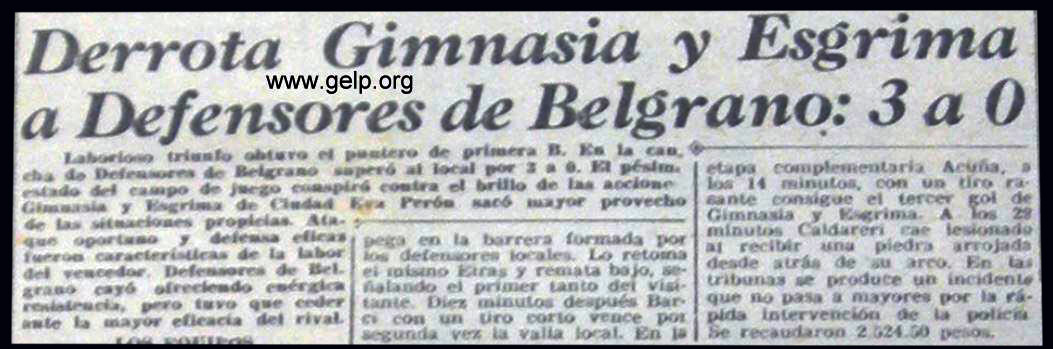 Derrota Gimnasia y Esgrima
www.gelp.org
a Defensores de Belgrano: 3 a 0
Laborioso triunfo obtuvo el puntero de primera B. En la can,
cha de Defensores de Belgrano superó al local por 3 a 0. El pésim,
estado del campo de juego conspiró contra el brillo de las accione
Gimnasia y Esgrima de Ciudad Eva Perón sacó mayor provecho
de las situaciones propicias. Ata-
que oportuno y defensa eficas
fueron características de la labor
del vencedor. Defensores de Bel-
grano cayó ofreciendo enérgica
resistencia, pero tuvo que ceder
ante la mayor eficacia del rival.
LOS EQUIPOS
pega en la barrera formada por
los defensores locales. Lo retoma
el mismo Etras y remata bajo, se-
ñalando el primer tanto del visi-
tante. Diez minutos después Bar-
ci con un tiro corto vence por
segunda vez la valla local. En la
etapa complementaria Acuña, a
los 14 minutos, con un tiro ra-
sante consigue el tercer gol de
Gimnasia y Esgrima. A los 28
minutos Caldareri cae lesionado
al recibir una piedra arrojada
desde atrás de su arco. En las
tribunas se produce un incidente
que no pasa a mayores por la rá-
pida intervención de la policía
Se recaudaron 2.524.50 pesos.